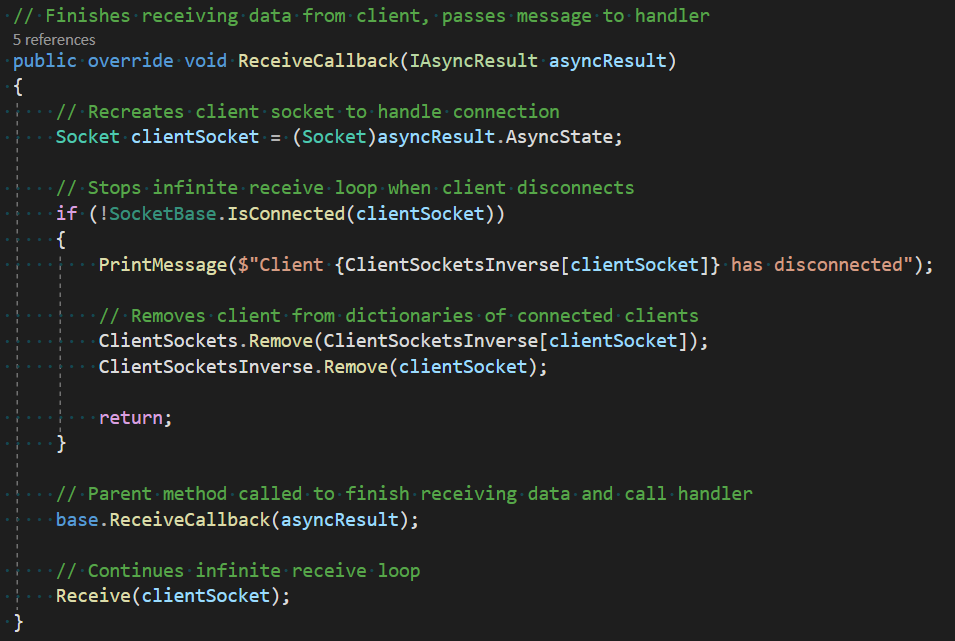 // Finishes receiving data from client, passes message to handler
5 references
public override void ReceiveCallback(IAsyncResult asyncResult)
{
// Recreates client socket to handle connection
Socket clientSocket = (Socket)asyncResult.AsyncState;
// Stops infinite receive loop when client disconnects
if (!SocketBase.IsConnected(clientSocket))
{
PrintMessage($"Client {ClientSocketsInverse[clientSocket]} has disconnected");
// Removes client from dictionaries of connected clients
ClientSockets.Remove(ClientSocketsInverse[clientSocket]);
ClientSocketsInverse.Remove(clientSocket);
return;
}
// Parent method called to finish receiving data and call handler
base.ReceiveCallback(asyncResult);
// Continues infinite receive loop
Receive(clientSocket);
}